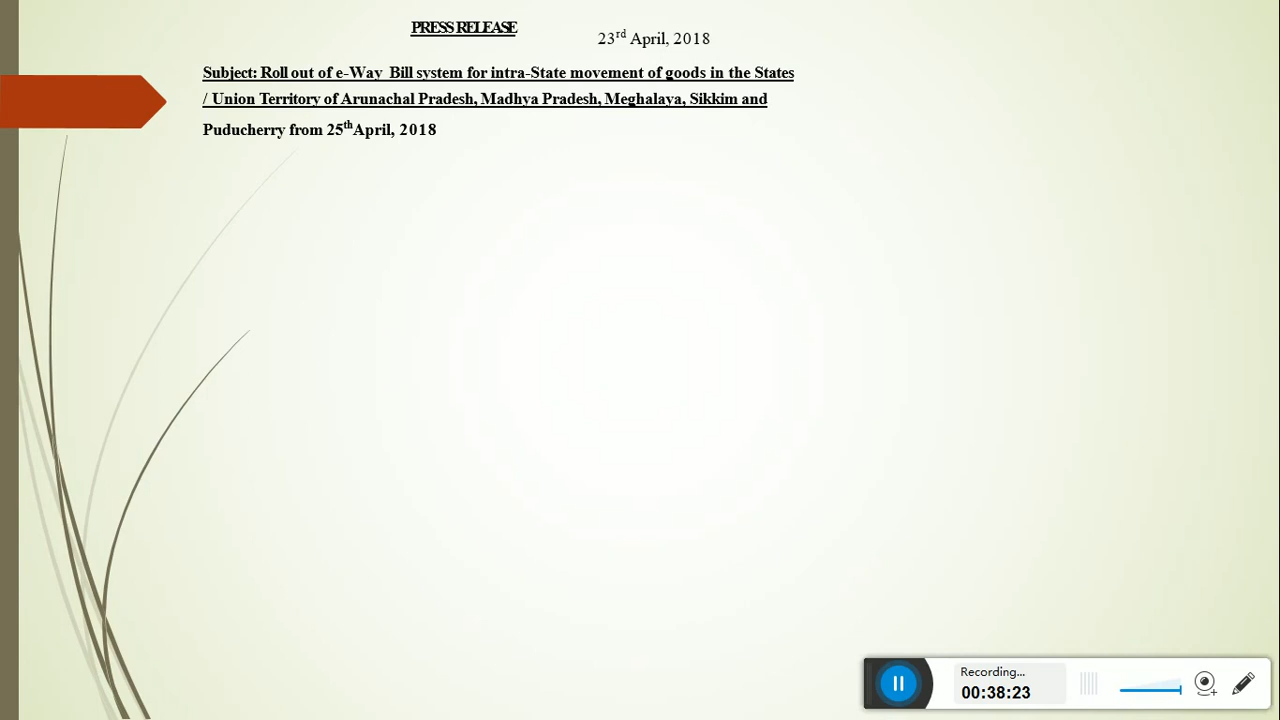 PRESS RELEASE
23rd April, 2018
Subject: Roll out of e-Way Bill system for intra-State movement of goods in the States
/ Union Territory of Arunachal Pradesh, Madhya Pradesh, Meghalaya, Sikkim and
Puducherry from 25thApril, 2018
Recording...
00:38:23